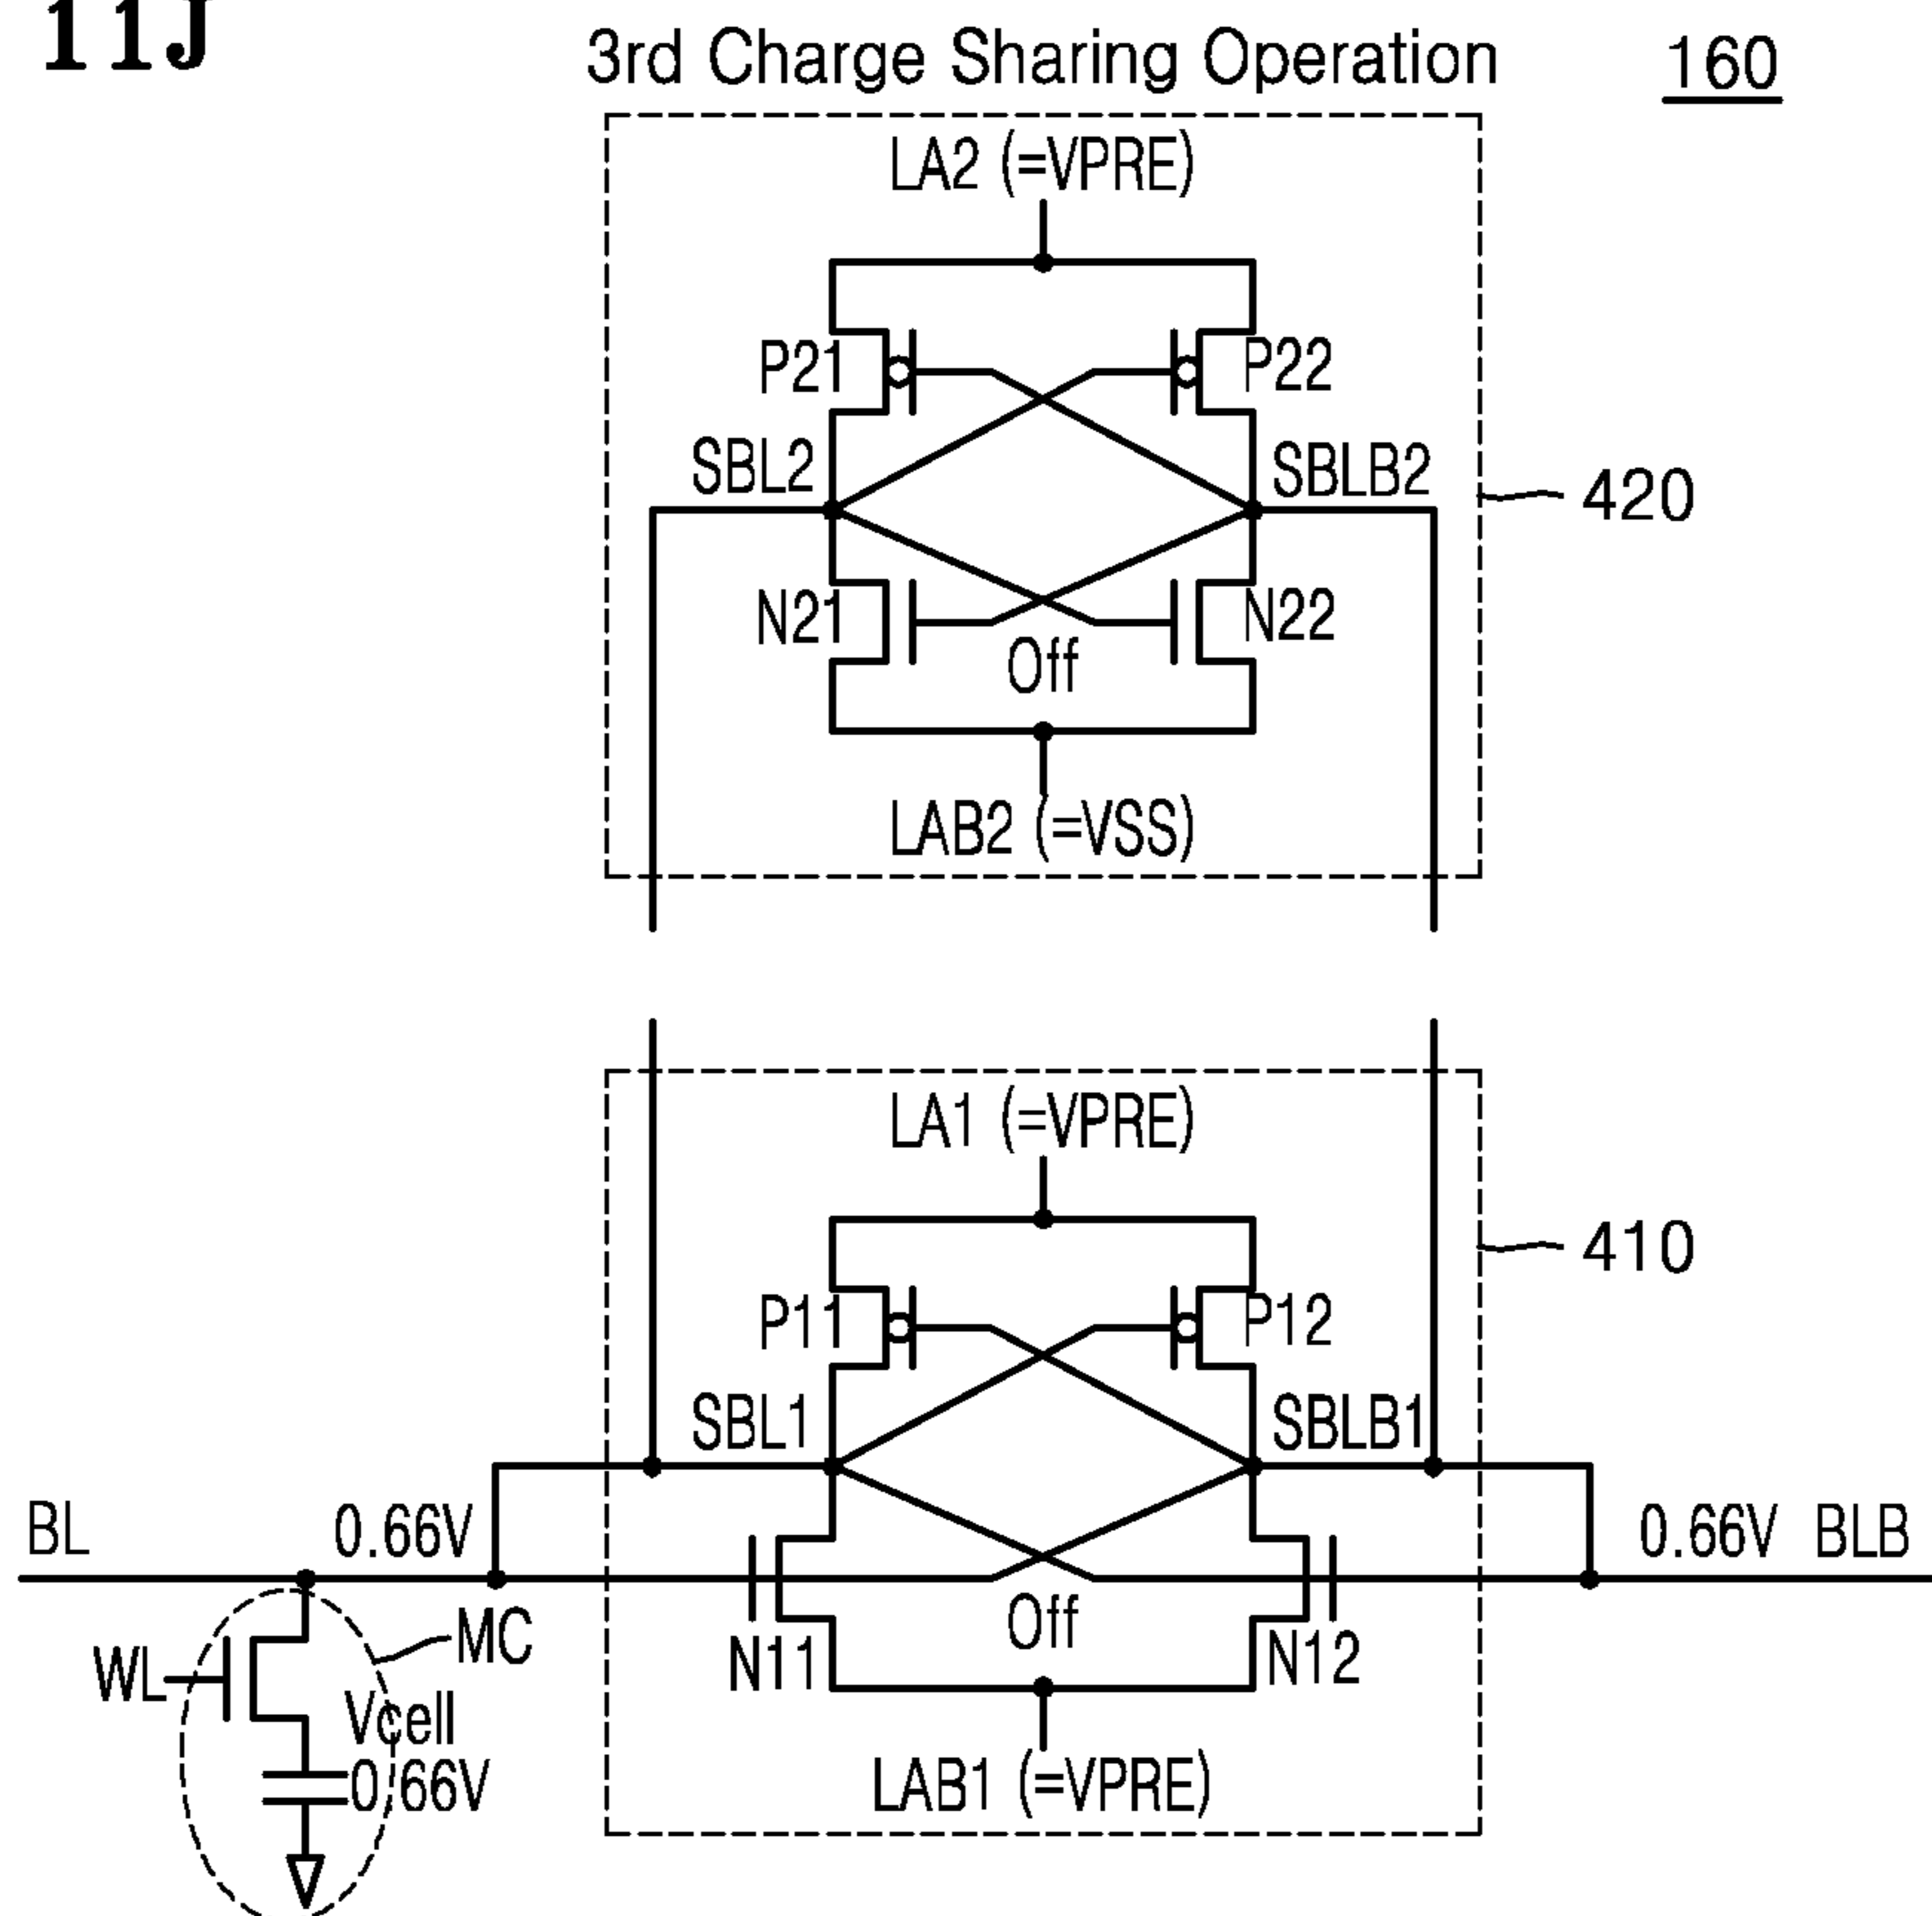 11J
3rd Charge Sharing Operation
160
LA2 (=VPRE)
P21
P22
SBL2
SBLB2
420
N21
N22
Off
LAB2 (=VSS)
LA1 (=VPRE)
410
P11
P12
SBL1
SBLB1
BL
0.66V
0.66V BLB
Off
WL
MC
N11
N12
Vcell
0.66V
LAB1 (=VPRE)